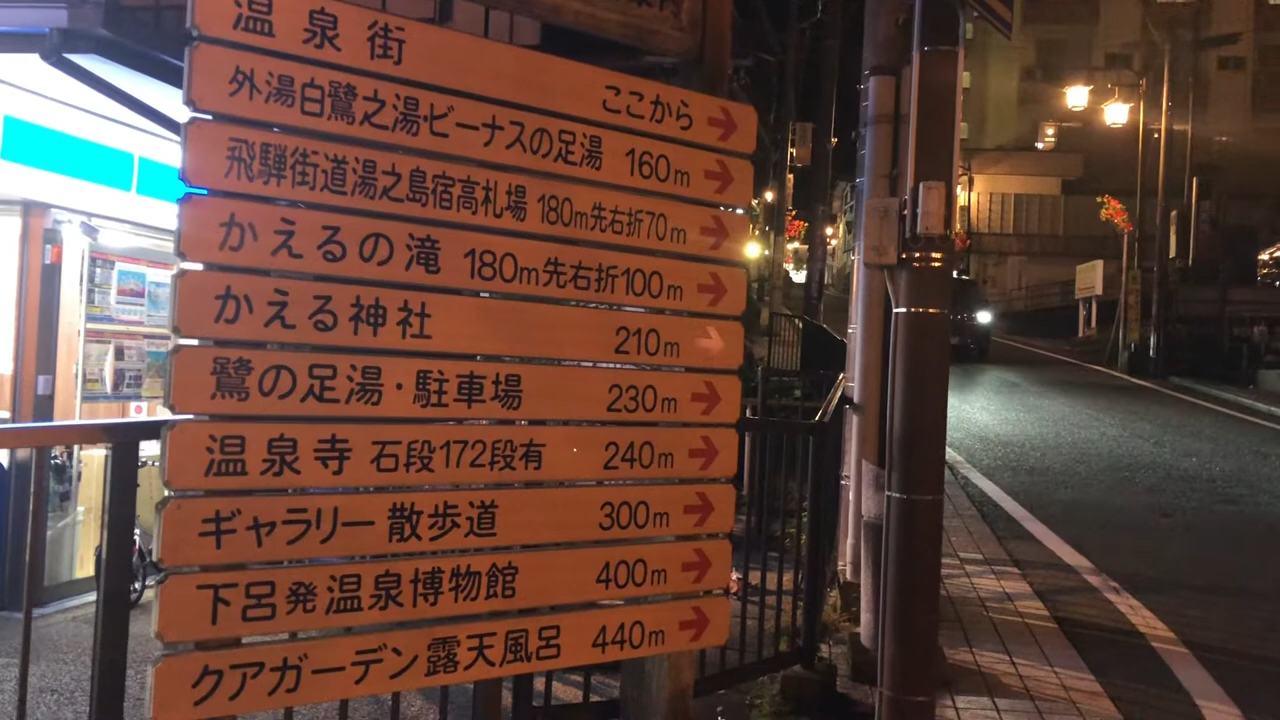 温泉街 ここから
外湯白鷺之湯・ビーナスの足湯 160m
飛騨街道湯之島宿高札場 180m先右折70m
かえるの滝 180m先右折100m
かえる神社 210m
鷺の足湯・駐車場 230m
温泉寺 石段172段有 240m
ギャラリー散歩道 300m
下呂発温泉博物館 400m
クアガーデン露天風呂 440m